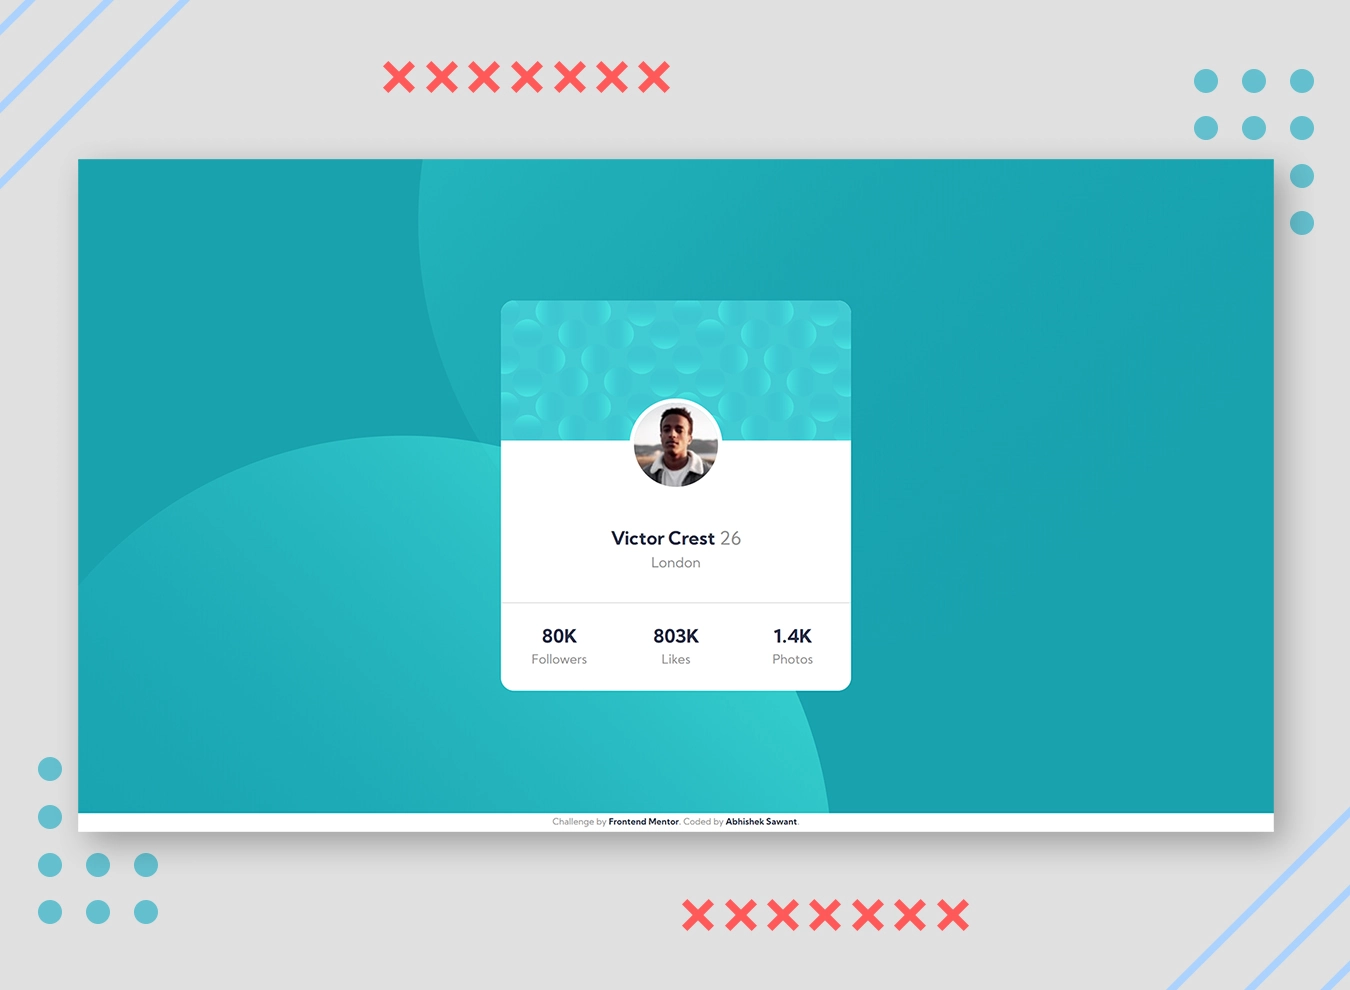 Victor Crest 26
London
80K 803K 1.4K
Followers Likes Photos
Challenge by Frontend Mentor. Coded by Abhishek Sawant.